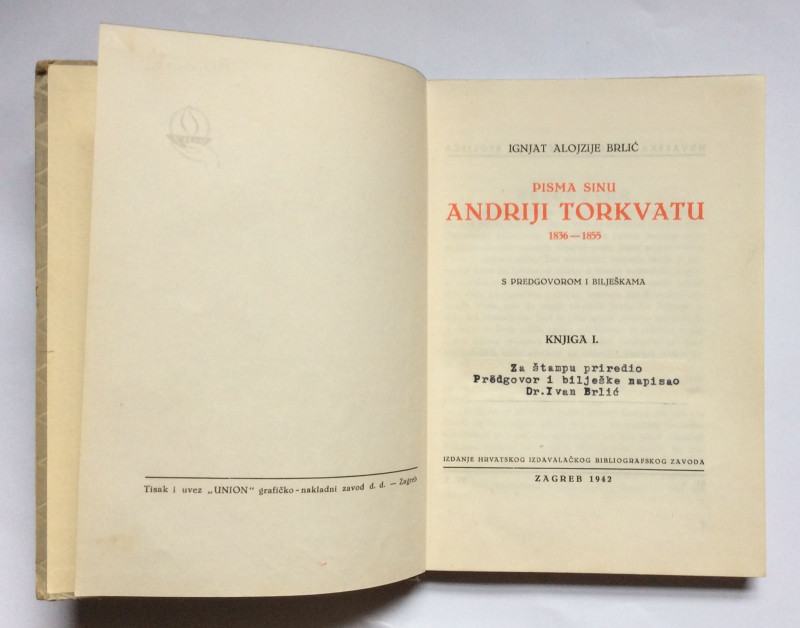 Tisak i uvez „UNION“ grafičko-nakladni zavod d. d. — Zagreb
IGNJAT ALOJZIJE BRLIĆ
PISMA SINU
ANDRIJI TORKVATU
1836—1855
S PREDGOVOROM I BILJEŠKAMA
KNJIGA I.
Za štampu priredio
Predgovor i bilješke napisao
Dr.Ivan Brlić
IZDANJE HRVATSKOG IZDAVALAČKOG BIBLIOGRAFSKOG ZAVODA
ZAGREB 1942